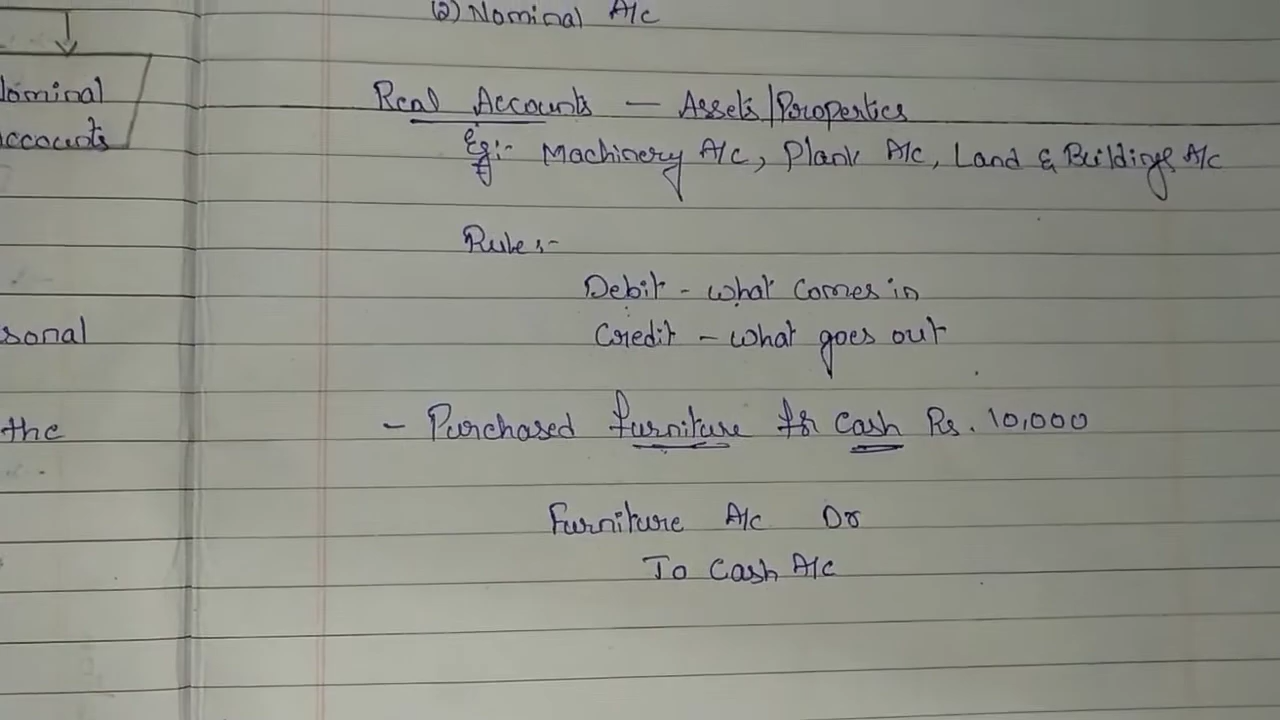 (2) Nominal A/c
Nominal
Accounts
Real Accounts — Assets/Properties
Eg:- Machinery A/c, Plant A/c, Land & Buildings A/c
Rule:-
Debit - what comes in
sonal
Credit - what goes out
the
- Purchased furniture for cash Rs. 10,000
Furniture A/c Dr
To Cash A/c